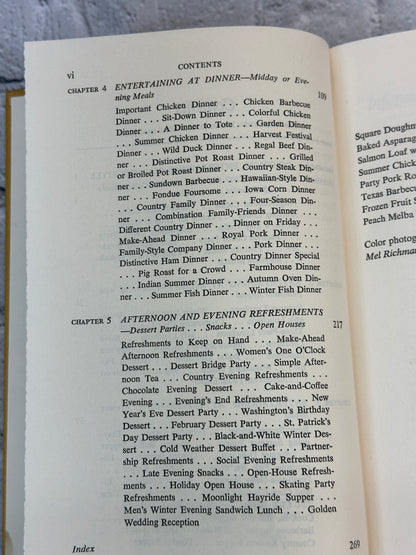 vi CONTENTS
CHAPTER 4 ENTERTAINING AT DINNER—Midday or Eve-
ning Meals 109
Important Chicken Dinner . . . Chicken Barbecue
Dinner . . . Sit-Down Dinner . . . Colorful Chicken
Dinner . . . A Dinner to Tote . . . Garden Dinner
. . . Summer Chicken Dinner . . . Harvest Festival
Dinner . . . Wild Duck Dinner . . . Regal Beef Din-
ner . . . Distinctive Pot Roast Dinner . . . Grilled
or Broiled Pot Roast Dinner . . . Country Steak Din-
ner . . . Sundown Barbecue . . . Hawaiian-Style Din-
ner . . . Fondue Foursome . . . Iowa Corn Dinner
. . . Country Family Dinner . . . Four-Season Din-
ner . . . Combination Family-Friends Dinner . . .
Different Country Dinner . . . Dinner on Friday . . .
Make-Ahead Dinner . . . Royal Pork Dinner . . .
Family-Style Company Dinner . . . Pork Dinner . . .
Distinctive Ham Dinner . . . Country Dinner Special
. . . Pig Roast for a Crowd . . . Farmhouse Dinner
. . . Indian Summer Dinner . . . Autumn Oven Din-
ner . . . Summer Fish Dinner . . . Winter Fish Dinner
CHAPTER 5 AFTERNOON AND EVENING REFRESHMENTS
—Dessert Parties . . . Snacks . . . Open Houses 217
Refreshments to Keep on Hand . . . Make-Ahead
Afternoon Refreshments . . . Women's One O'Clock
Dessert . . . Dessert Bridge Party . . . Simple After-
noon Tea . . . Country Evening Refreshments . . .
Chocolate Evening Dessert . . . Cake-and-Coffee
Evening . . . Evening's End Refreshments . . . New
Year's Eve Dessert Party . . . Washington's Birthday
Dessert . . . February Dessert Party . . . St. Patrick's
Day Dessert Party . . . Black-and-White Winter Des-
sert . . . Cold Weather Dessert Buffet . . . Partner-
ship Refreshments . . . Social Evening Refreshments
. . . Late Evening Snacks . . . Open-House Refresh-
ments . . . Holiday Open House . . . Skating Party
Refreshments . . . Moonlight Hayride Supper . . .
Men's Winter Evening Sandwich Lunch . . . Golden
Wedding Reception
Index 269
Square Doughn
Baked Asparag
Salmon Loaf w
Summer Chick
Party Pork Ro
Texas Barbecue
Frozen Fruit S
Peach Melba
Color photog
Mel Richman